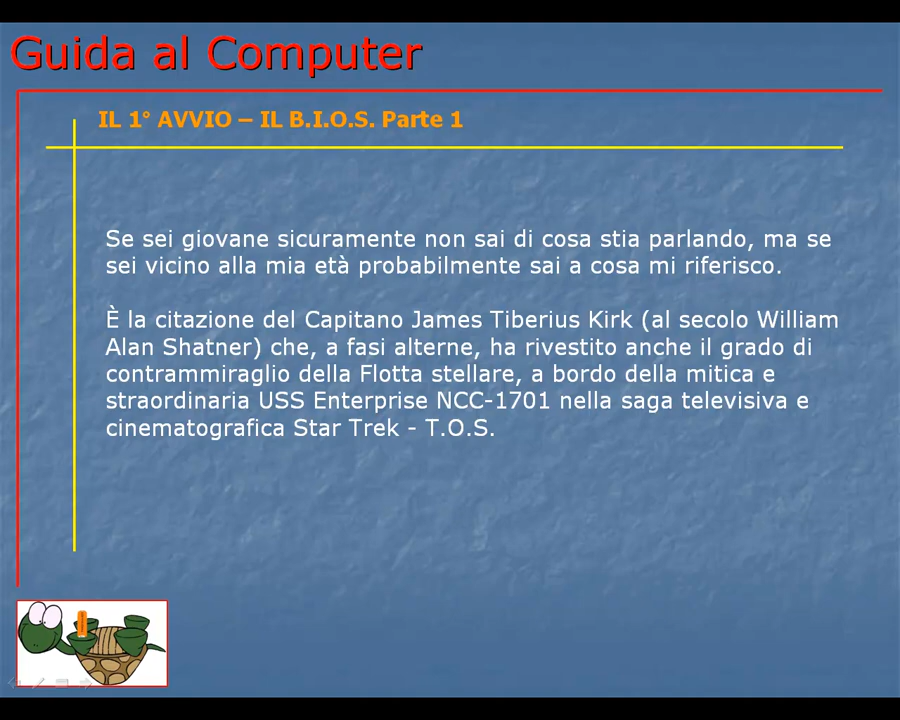 Guida al Computer
IL 1° AVVIO – IL B.I.O.S. Parte 1
Se sei giovane sicuramente non sai di cosa stia parlando, ma se
sei vicino alla mia età probabilmente sai a cosa mi riferisco.
È la citazione del Capitano James Tiberius Kirk (al secolo William
Alan Shatner) che, a fasi alterne, ha rivestito anche il grado di
contrammiraglio della Flotta stellare, a bordo della mitica e
straordinaria USS Enterprise NCC-1701 nella saga televisiva e
cinematografica Star Trek - T.O.S.